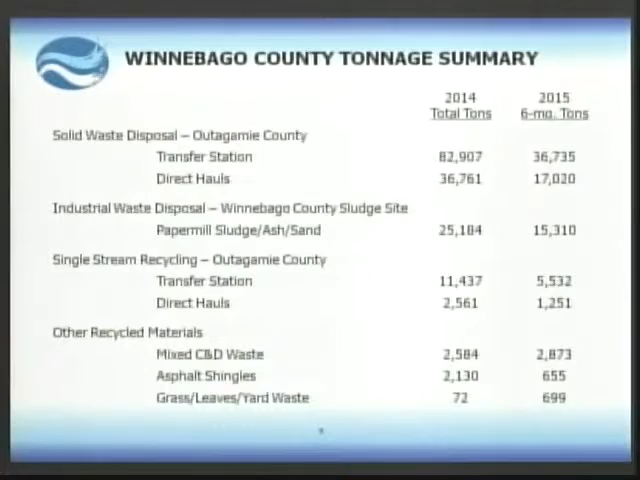 WINNEBAGO COUNTY TONNAGE SUMMARY
2014 2015
Total Tons 6-mo. Tons
Solid Waste Disposal – Outagamie County
Transfer Station 82,907 36,735
Direct Hauls 36,761 17,020
Industrial Waste Disposal – Winnebago County Sludge Site
Papermill Sludge/Ash/Sand 25,184 15,310
Single Stream Recycling – Outagamie County
Transfer Station 11,437 5,532
Direct Hauls 2,561 1,251
Other Recycled Materials
Mixed C&D Waste 2,584 2,873
Asphalt Shingles 2,130 655
Grass/Leaves/Yard Waste 72 699